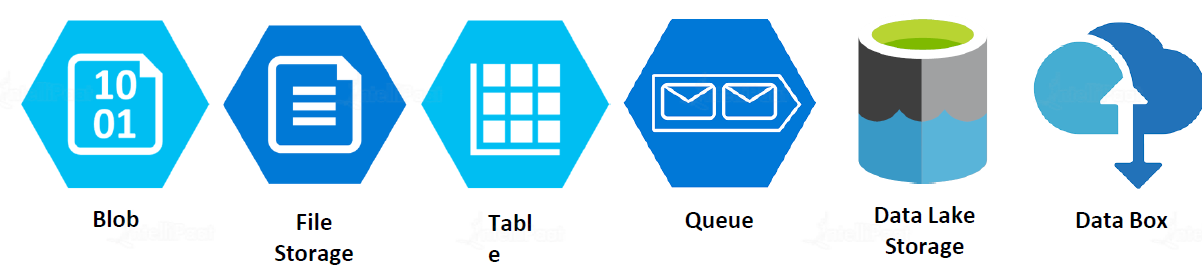 10
01
Blob
File
Storage
Tabl
e
Queue
Data Lake
Storage
Data Box